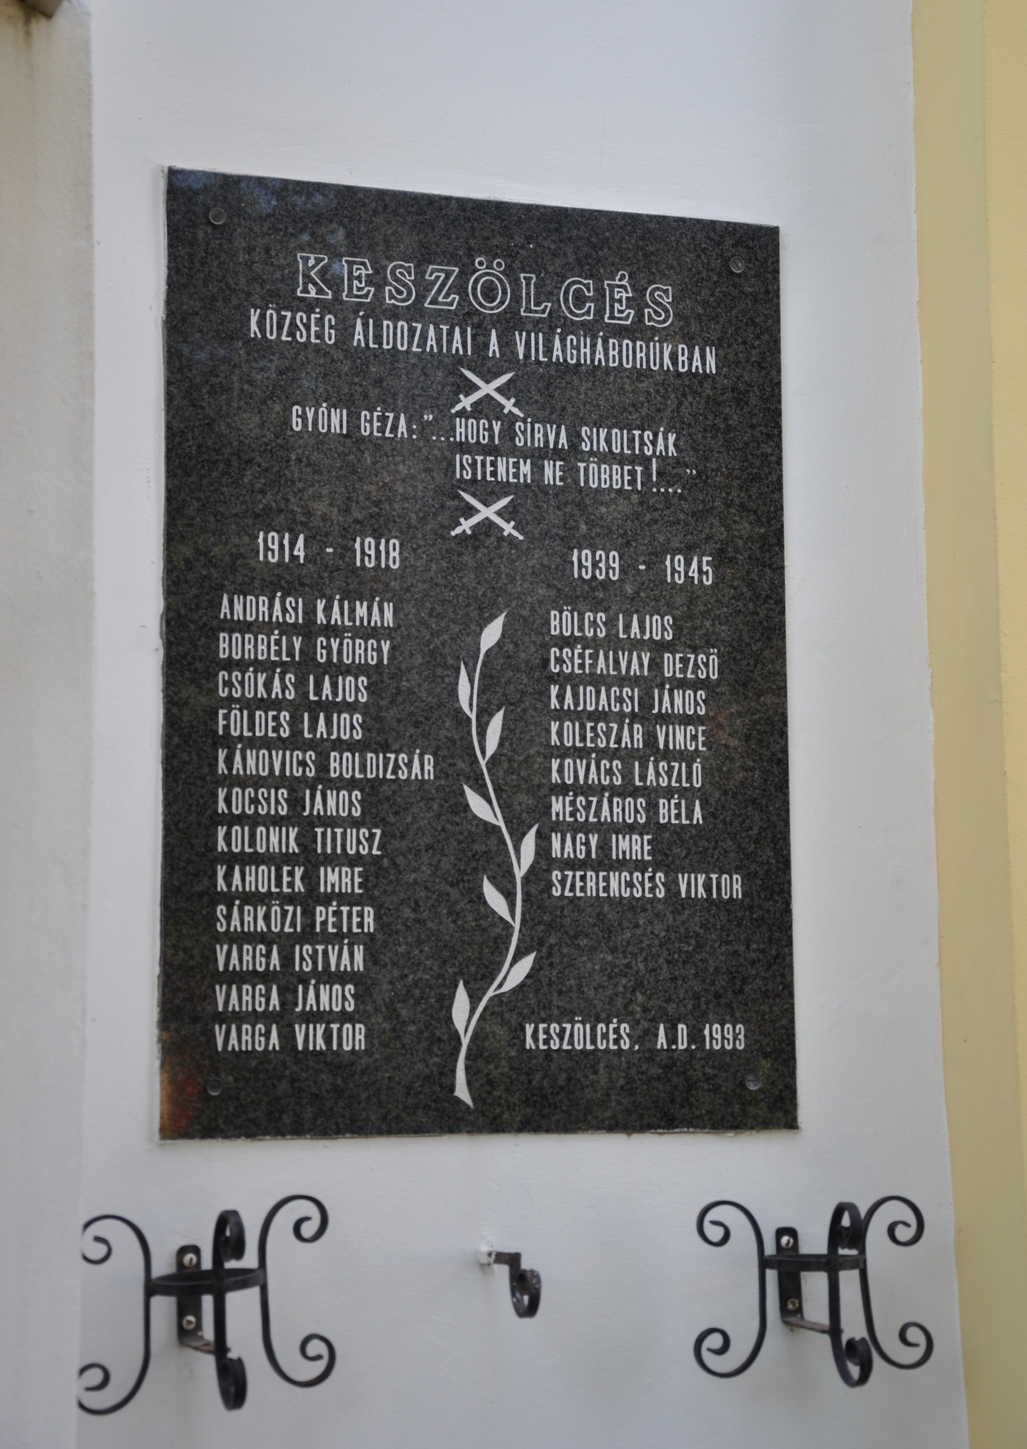 KESZÖLCÉS
KÖZSÉG ÁLDOZATAI A VILÁGHÁBORÚKBAN
GYÓNI GÉZA: "...HOGY SÍRVA SIKOLTSÁK
ISTENEM NE TÖBBET!..."
1914 - 1918
ANDRÁSI KÁLMÁN
BORBÉLY GYÖRGY
CSÓKÁS LAJOS
FÖLDES LAJOS
KÁNOVICS BOLDIZSÁR
KOCSIS JÁNOS
KOLONIK TITUSZ
KAHOLEK IMRE
SÁRKÖZI PÉTER
VARGA ISTVÁN
VARGA JÁNOS
VARGA VIKTOR
1939 - 1945
BÖLCS LAJOS
CSÉFALVAY DEZSÖ
KAJDACSI JÁNOS
KOLESZÁR VINCE
KOVÁCS LÁSZLÓ
MÉSZÁROS BÉLA
NAGY IMRE
SZERENCSÉS VIKTOR
KESZÖLCÉS. A.D. 1993